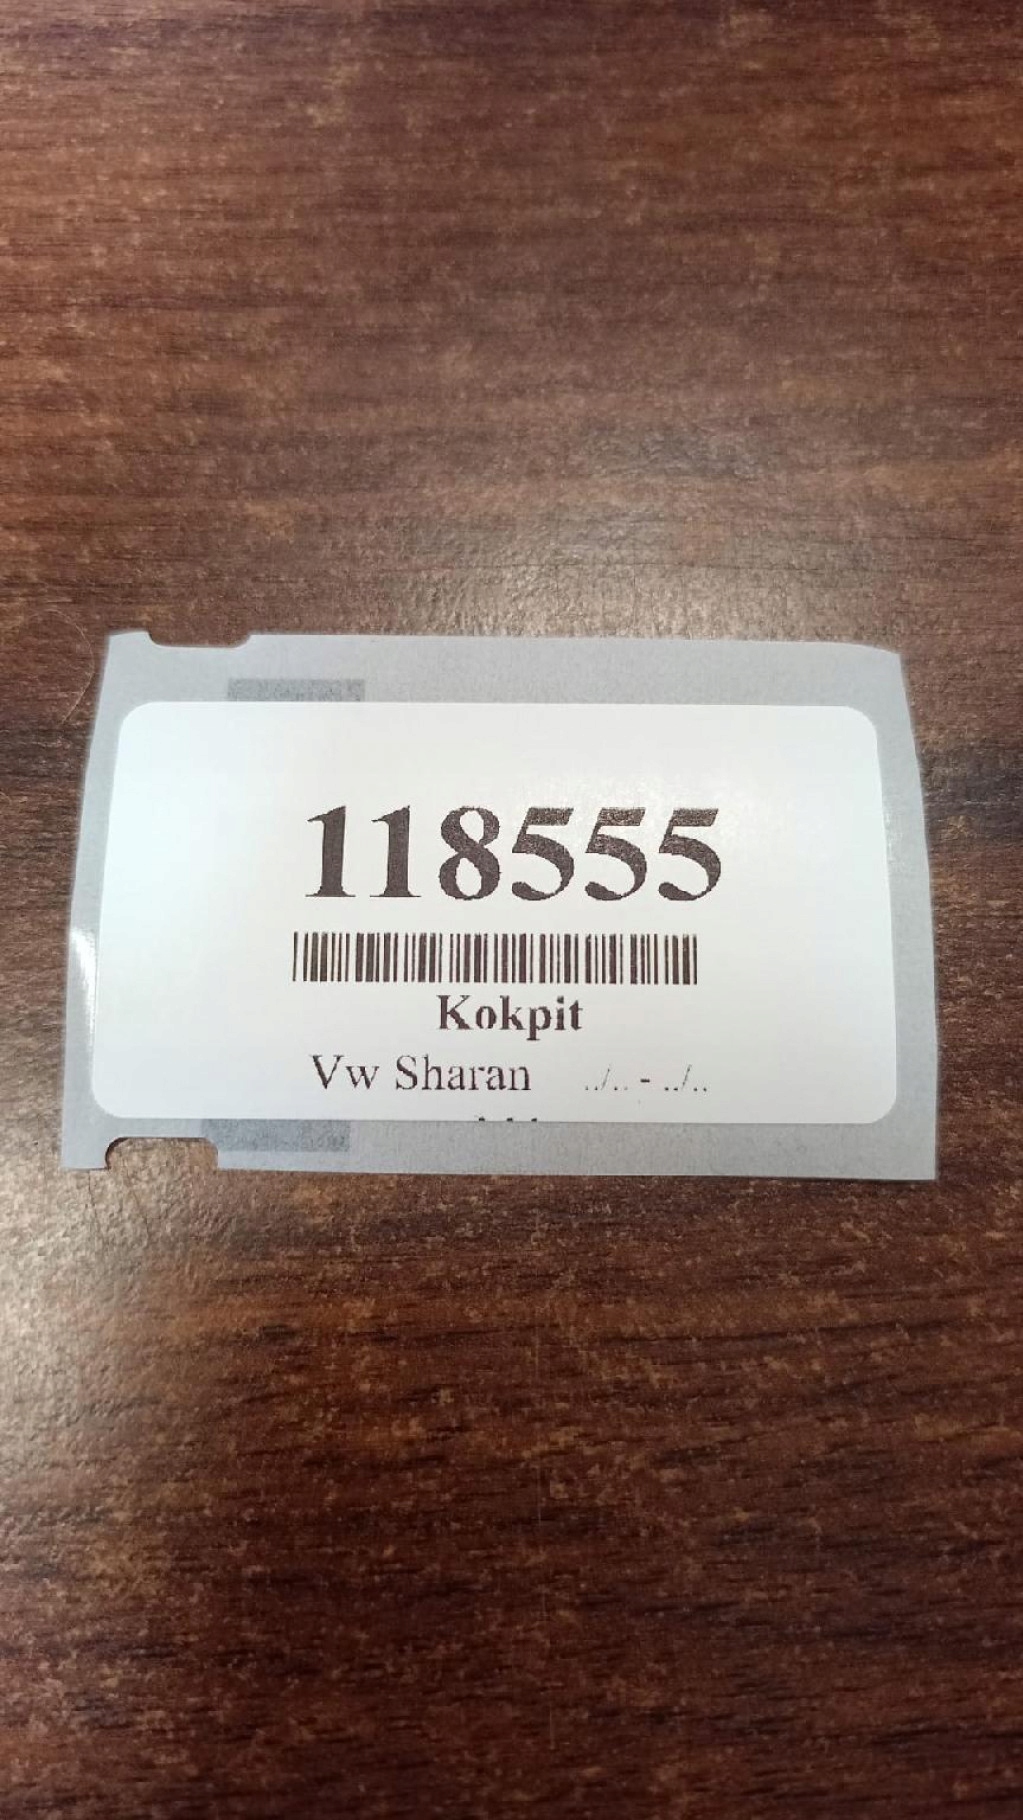 118555
Kokpit
Vw Sharan ../.. - ../..